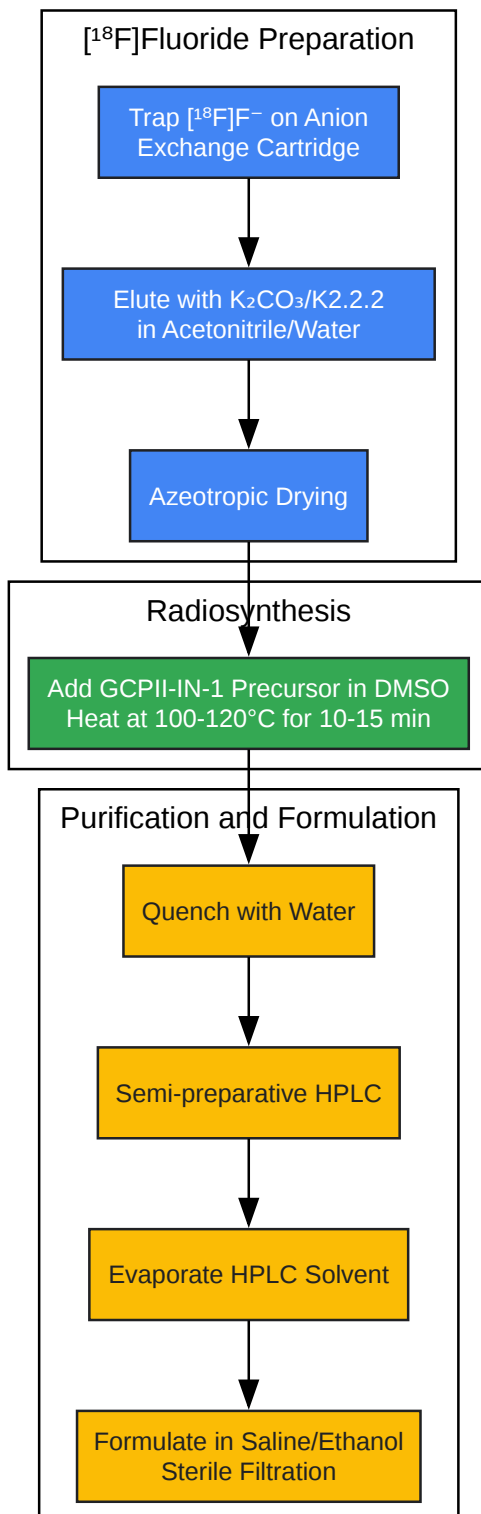 [¹⁸F]Fluoride Preparation
Trap [¹⁸F]F⁻ on Anion
Exchange Cartridge
Elute with K₂CO₃/K2.2.2
in Acetonitrile/Water
Azeotropic Drying
Radiosynthesis
Add GCPII-IN-1 Precursor in DMSO
Heat at 100-120°C for 10-15 min
Purification and Formulation
Quench with Water
Semi-preparative HPLC
Evaporate HPLC Solvent
Formulate in Saline/Ethanol
Sterile Filtration